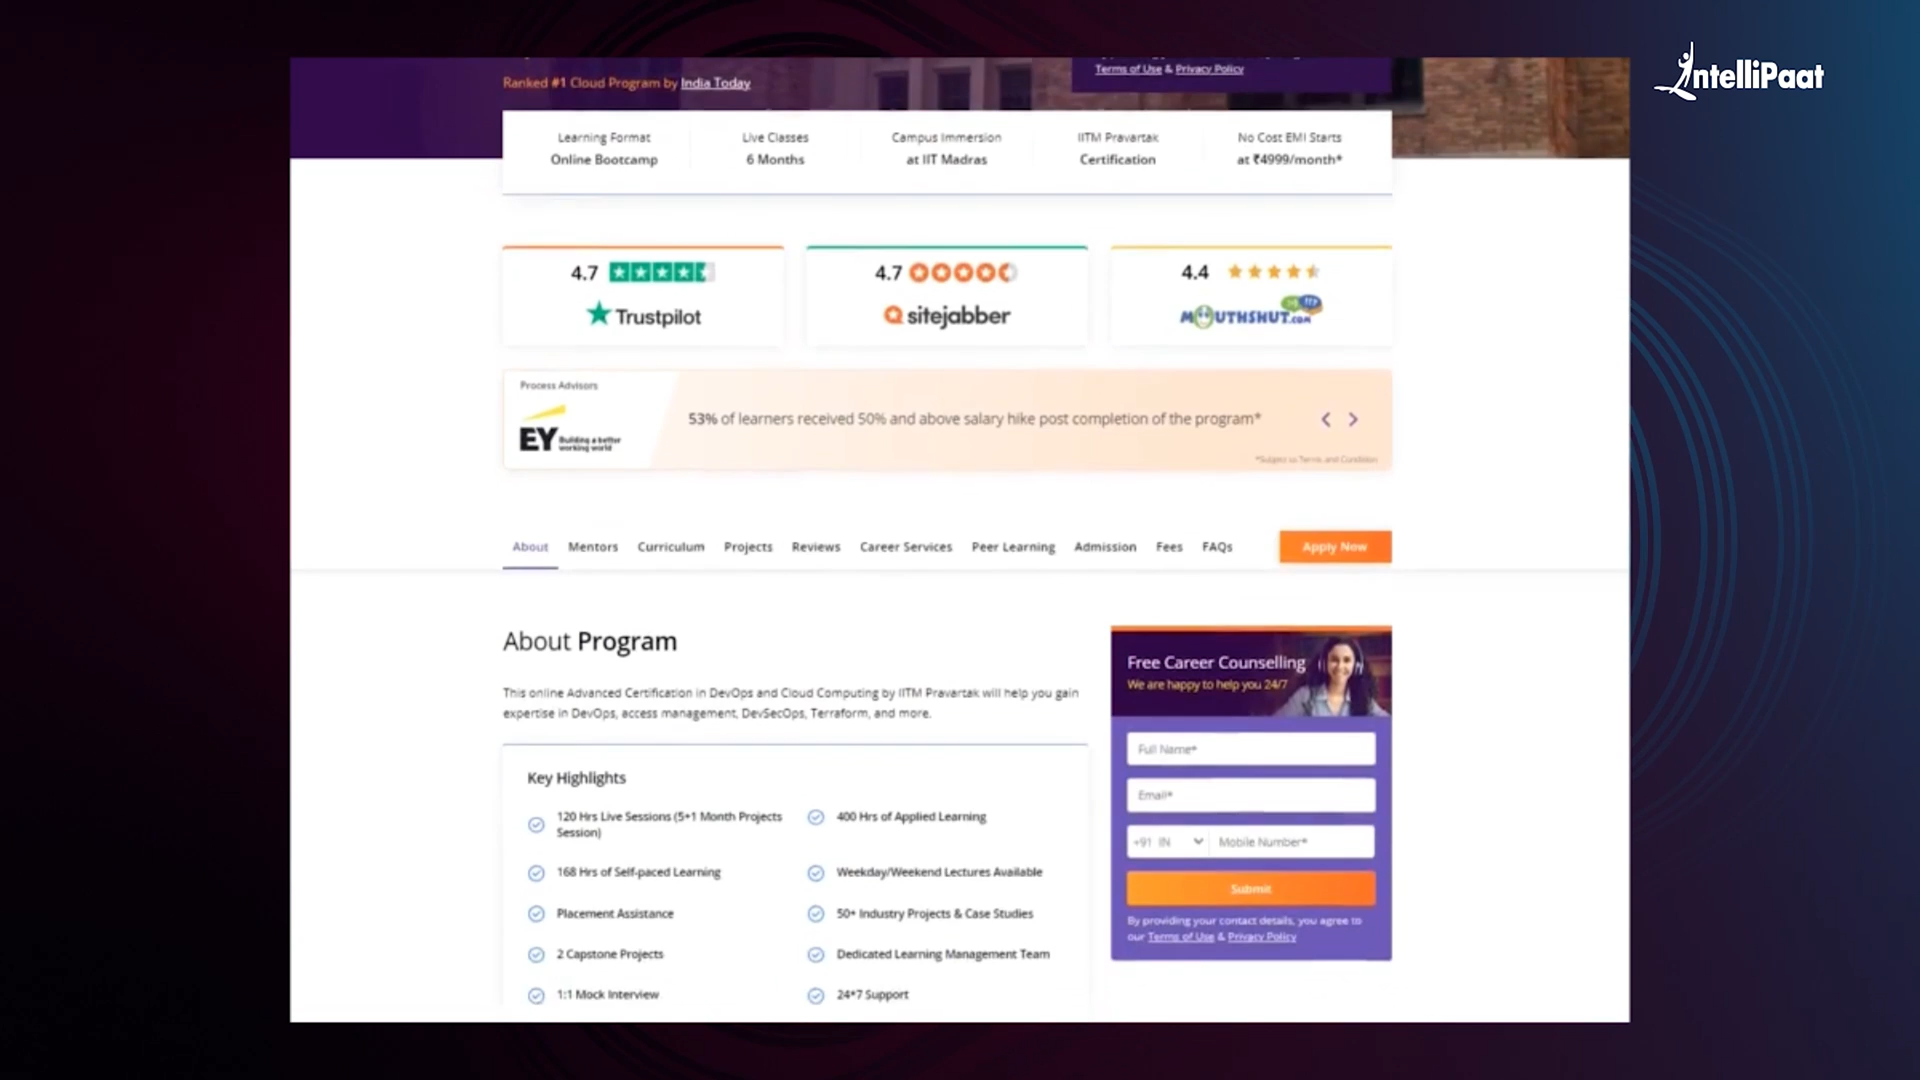 IntelliPaat
Terms of Use & Privacy Policy
Ranked #1 Cloud Program by India Today
Learning Format
Online Bootcamp
Live Classes
6 Months
Campus Immersion
at IIT Madras
IITM Pravartak
Certification
No Cost EMI Starts
at ₹4999/month*
4.7
Trustpilot
4.7
sitejabber
4.4
MOUTHSHUT.COM
Process Advisors
EY Building a better
working world
53% of learners received 50% and above salary hike post completion of the program*
*Subject to Terms and Condition
About Mentors Curriculum Projects Reviews Career Services Peer Learning Admission Fees FAQs Apply Now
About Program
This online Advanced Certification in DevOps and Cloud Computing by IITM Pravartak will help you gain
expertise in DevOps, access management, DevSecOps, Terraform, and more.
Key Highlights
120 Hrs Live Sessions (5+1 Month Projects
Session)
400 Hrs of Applied Learning
168 Hrs of Self-paced Learning
Weekday/Weekend Lectures Available
Placement Assistance
50+ Industry Projects & Case Studies
2 Capstone Projects
Dedicated Learning Management Team
1:1 Mock Interview
24*7 Support
Free Career Counselling
We are happy to help you 24/7
Full Name*
Email*
+91 IN
Mobile Number*
Submit
By providing your contact details, you agree to
our Terms of Use & Privacy Policy